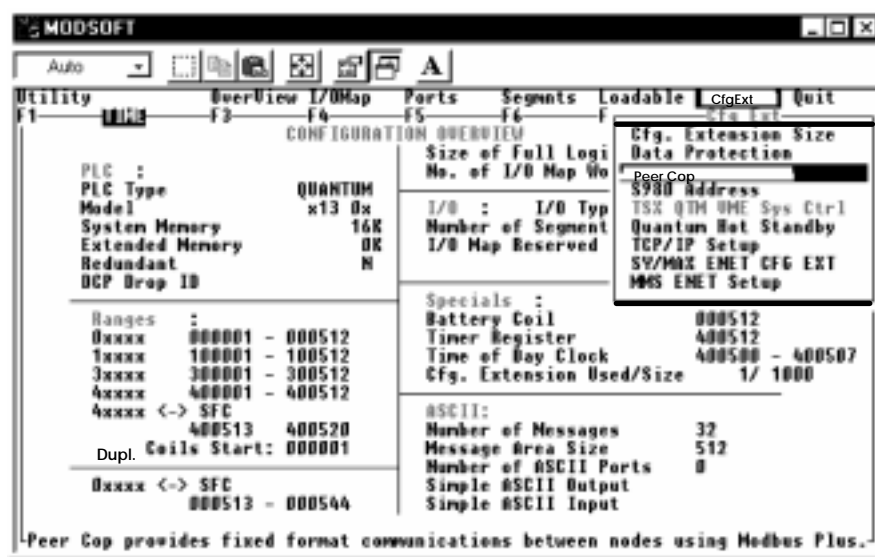 MODSOFT
Auto
A
Utility OverView I/OMap Ports Segmnts Loadable CfgExt Quit
F1 TIME F3 F4 F5 F6 F Cfg Ext
CONFIGURATION OVERVIEW
Cfg. Extension Size
Data Protection
Peer Cop
S980 Address
TSX QTM VME Sys Ctrl
Quantum Hot Standby
TCP/IP Setup
SY/MAX ENET CFG EXT
MMS ENET Setup
PLC :
PLC Type QUANTUM
Model x13 0x
System Memory 16K
Extended Memory 0K
Redundant N
DCP Drop ID
Size of Full Logi
No. of I/O Map Wo
I/O : I/O Typ
Number of Segment
I/O Map Reserved
Ranges :
0xxxx 000001 - 000512
1xxxx 100001 - 100512
3xxxx 300001 - 300512
4xxxx 400001 - 400512
4xxxx <-> SFC
400513 400520
Dupl. Coils Start: 000001
0xxxx <-> SFC
000513 - 000544
Specials :
Battery Coil 000512
Timer Register 400512
Time of Day Clock 400500 - 400507
Cfg. Extension Used/Size 1/ 1000
ASCII:
Number of Messages 32
Message Area Size 512
Number of ASCII Ports 0
Simple ASCII Output
Simple ASCII Input
Peer Cop provides fixed format communications between nodes using Modbus Plus.